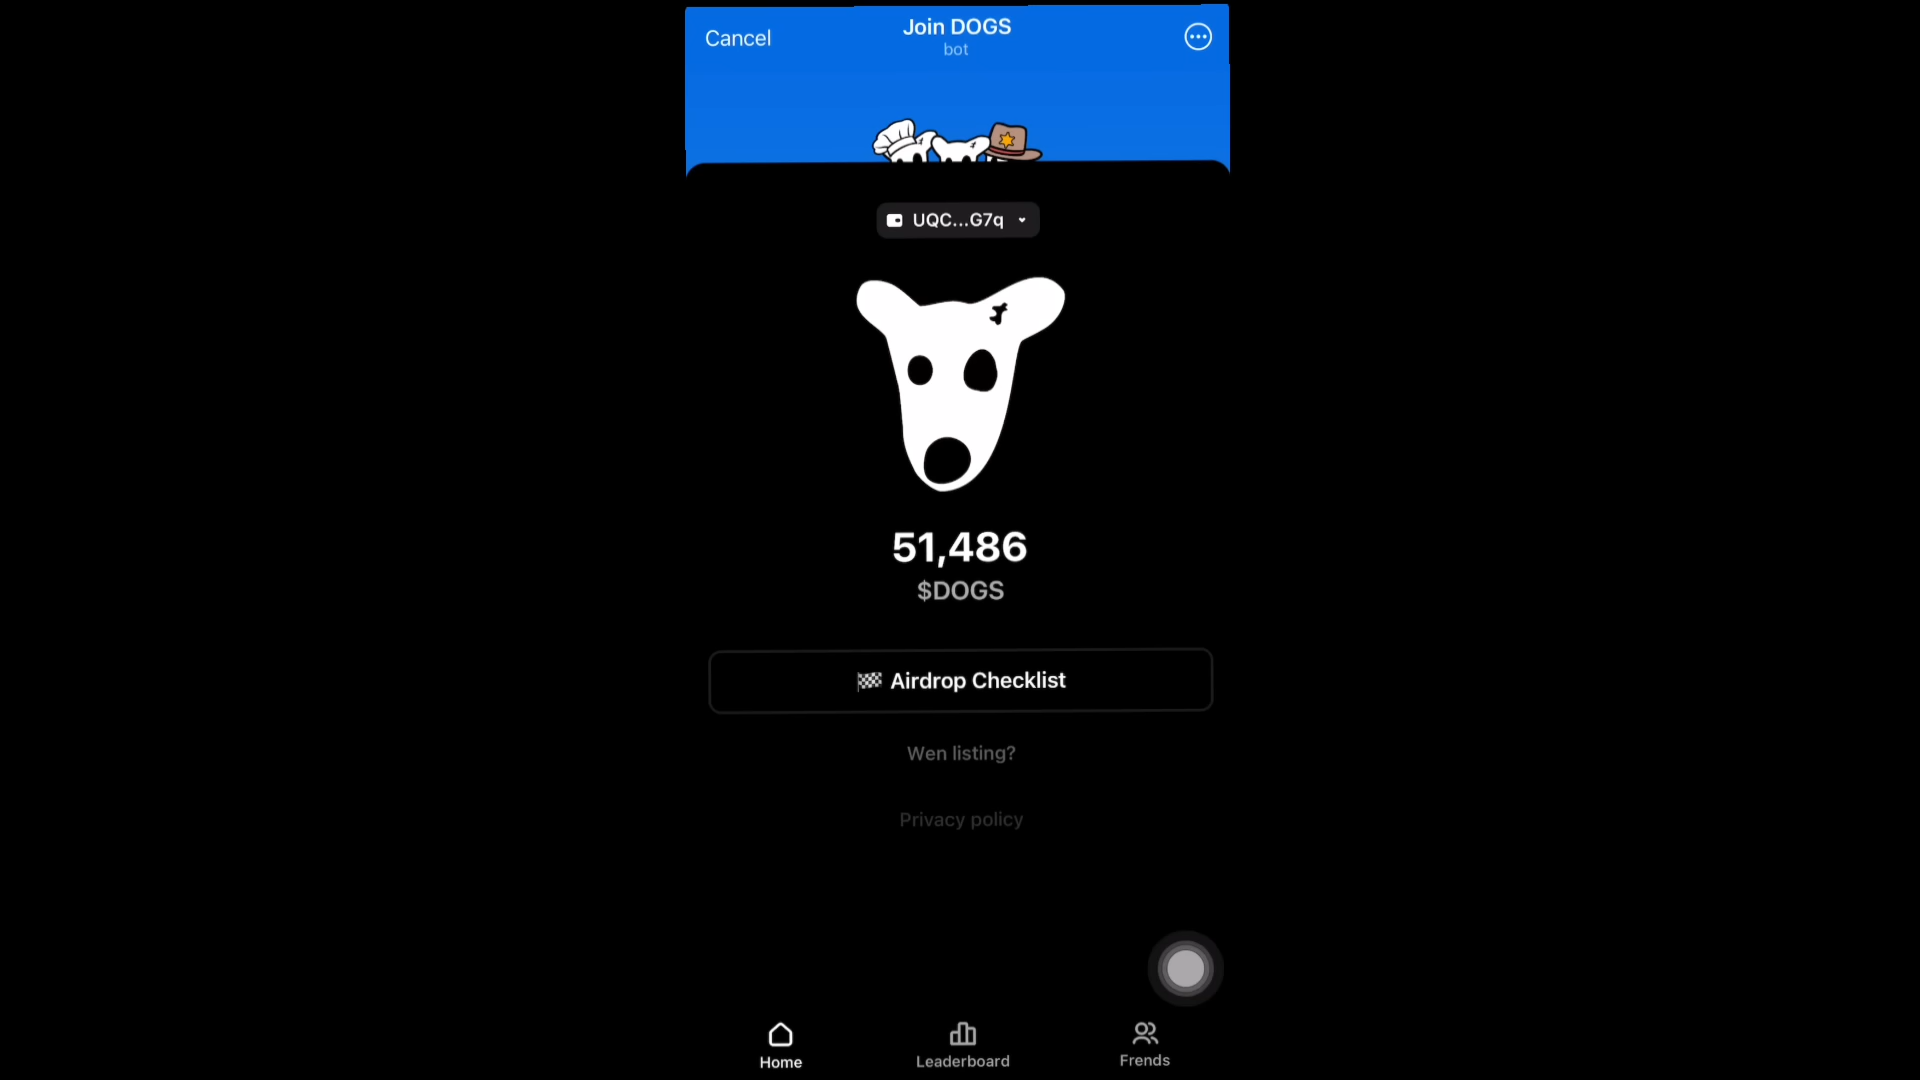 Cancel
Join DOGS
bot
UQC...G7q
51,486
$DOGS
Airdrop Checklist
Wen listing?
Privacy policy
Home
Leaderboard
Frends